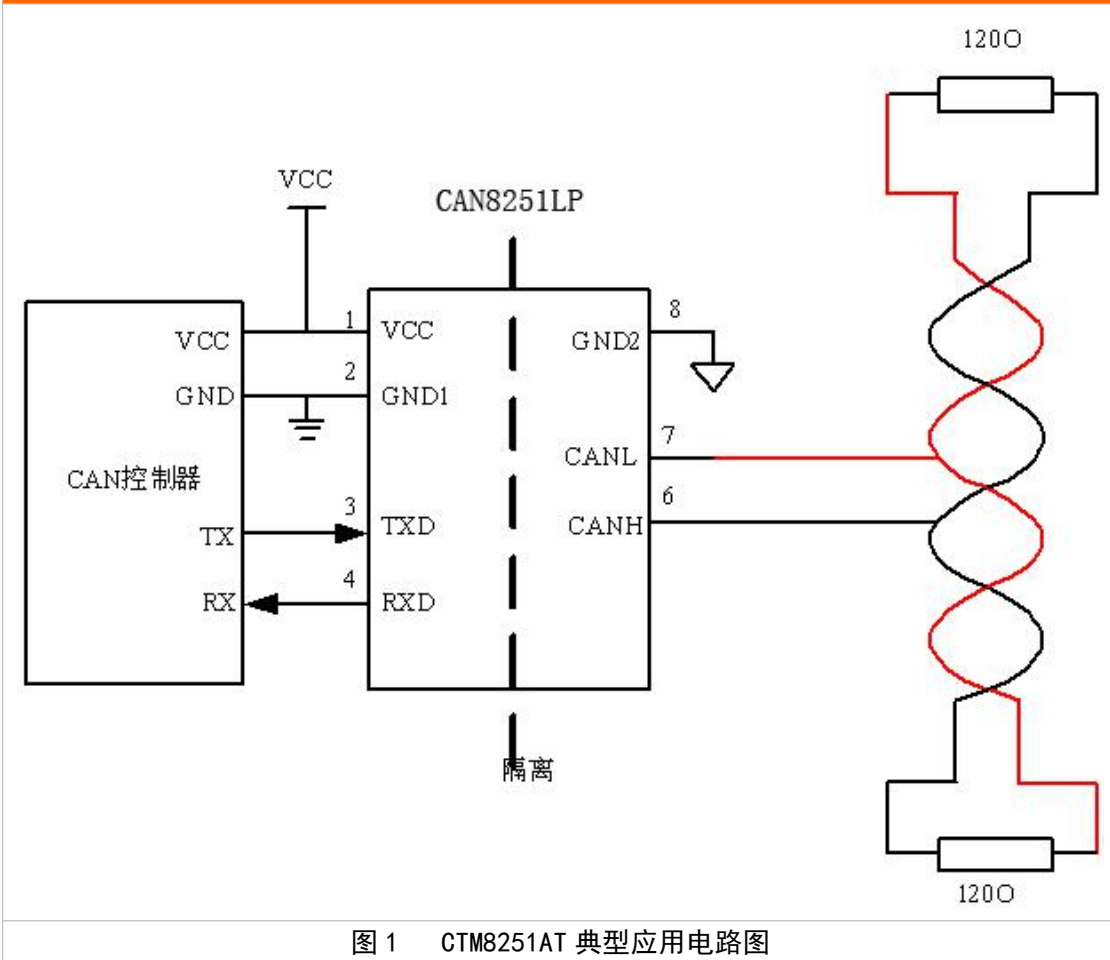 120O
VCC
CAN8251LP
VCC
1
VCC
GND2
8
GND
2
GND1
CANL
7
CAN控制器
CANH
6
TX
3
TXD
RX
4
RXD
隔离
120O
图 1 CTM8251AT 典型应用电路图